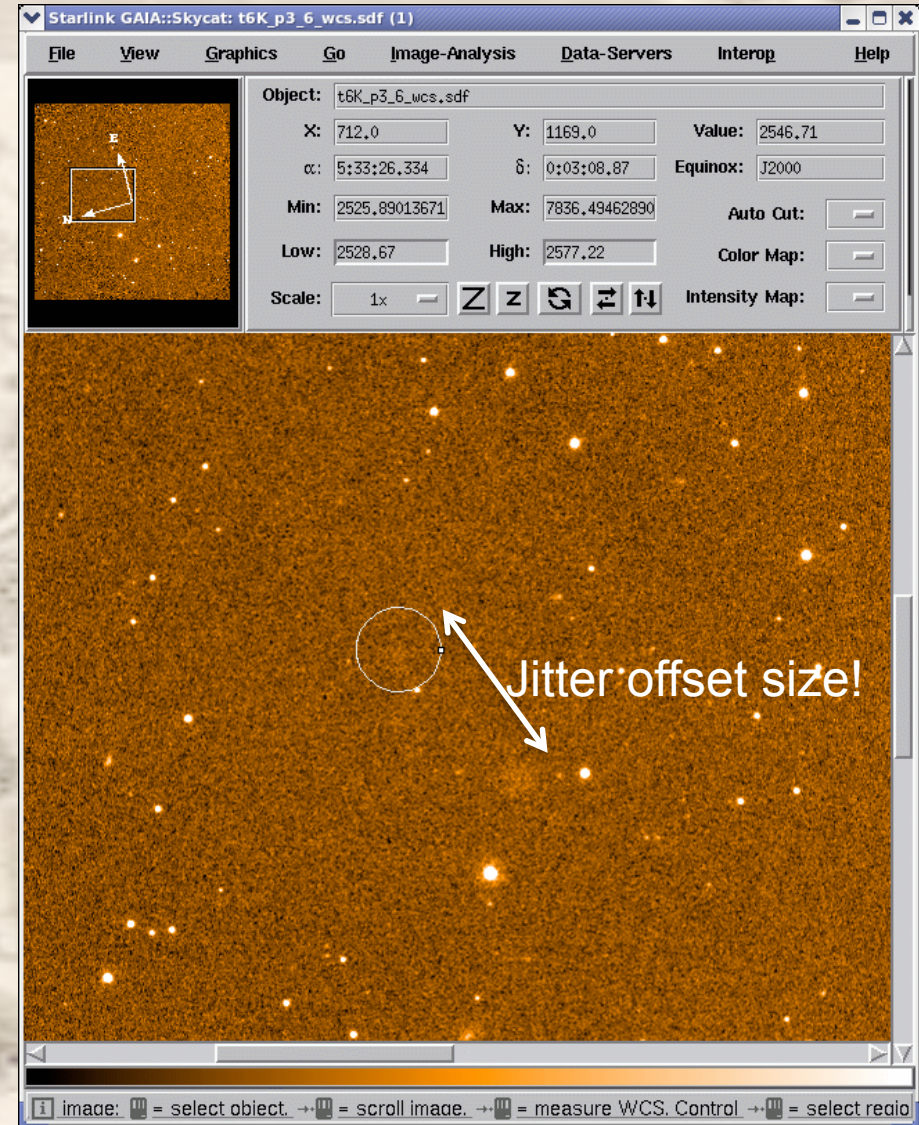 Starlink GAIA::Skycat: t6K_p3_6_wcs.sdf (1)
File View Graphics Go Image-Analysis Data-Servers Interop Help
Object: t6K_p3_6_wcs.sdf
X: 712.0 Y: 1169.0 Value: 2546.71
α: 5:33:26.334 δ: 0:03:08.87 Equinox: J2000
Min: 2525.89013671 Max: 7836.49462890 Auto Cut:
Low: 2528.67 High: 2577.22 Color Map:
Scale: 1x Z z Intensity Map:
E
N
Jitter offset size!
image: = select object, = scroll image, = measure WCS, Control = select regio